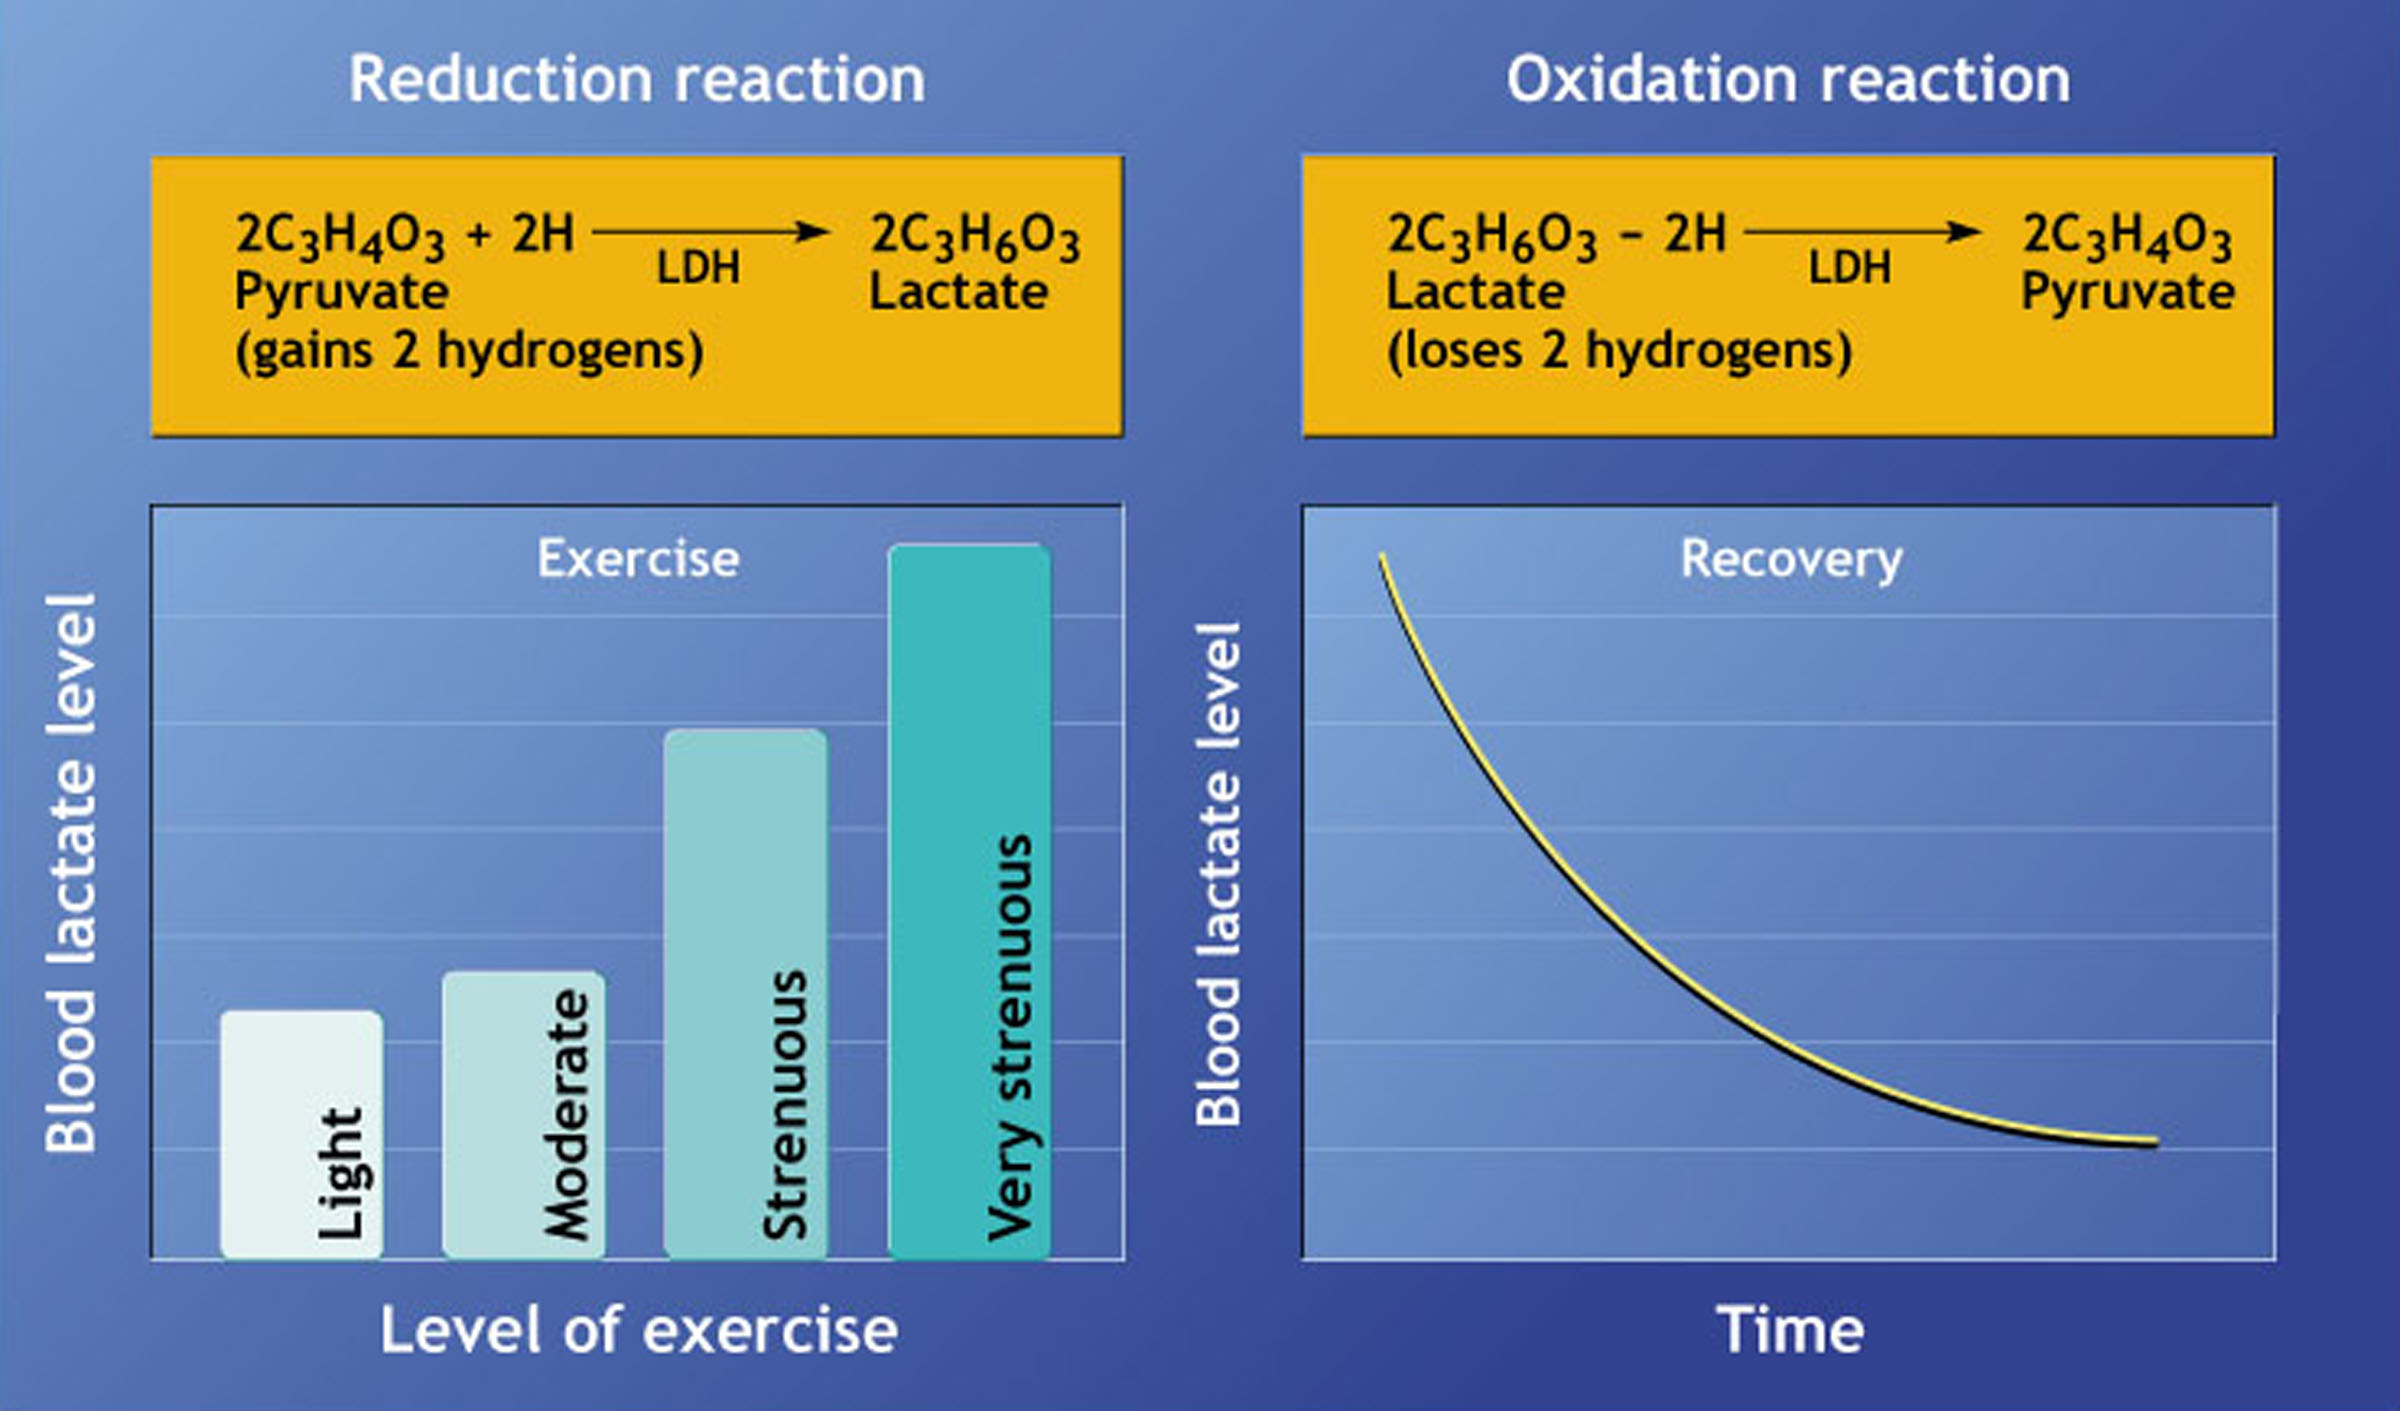 Reduction reaction
2C₃H₄O₃ + 2H ⟶ 2C₃H₆O₃
LDH
Pyruvate Lactate
(gains 2 hydrogens)
Oxidation reaction
2C₃H₆O₃ – 2H ⟶ 2C₃H₄O₃
LDH
Lactate Pyruvate
(loses 2 hydrogens)
Blood lactate level
Exercise
Light
Moderate
Strenuous
Very strenuous
Level of exercise
Blood lactate level
Recovery
Time